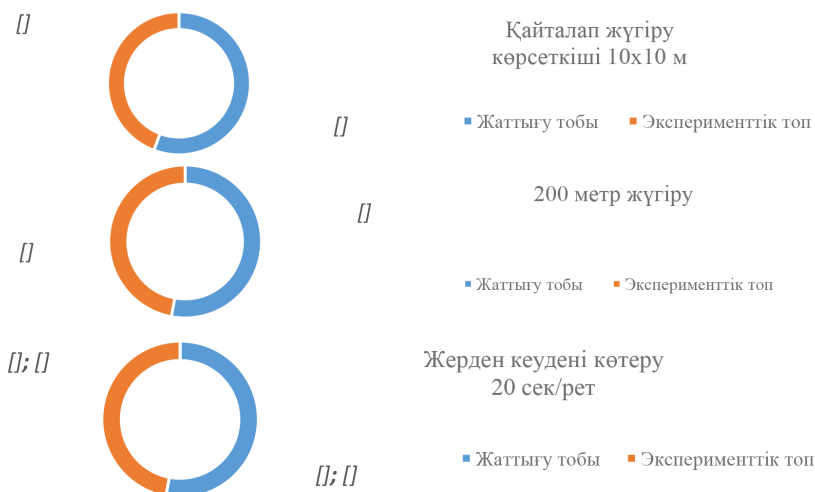 []
Қайталап жүгіру
көрсеткіші 10х10 м
[]
Жаттығу тобы Эксперименттік топ
[]
200 метр жүгіру
[]
Жаттығу тобы Эксперименттік топ
[]; []
Жерден кеудені көтеру
20 сек/рет
[]; []
Жаттығу тобы Эксперименттік топ